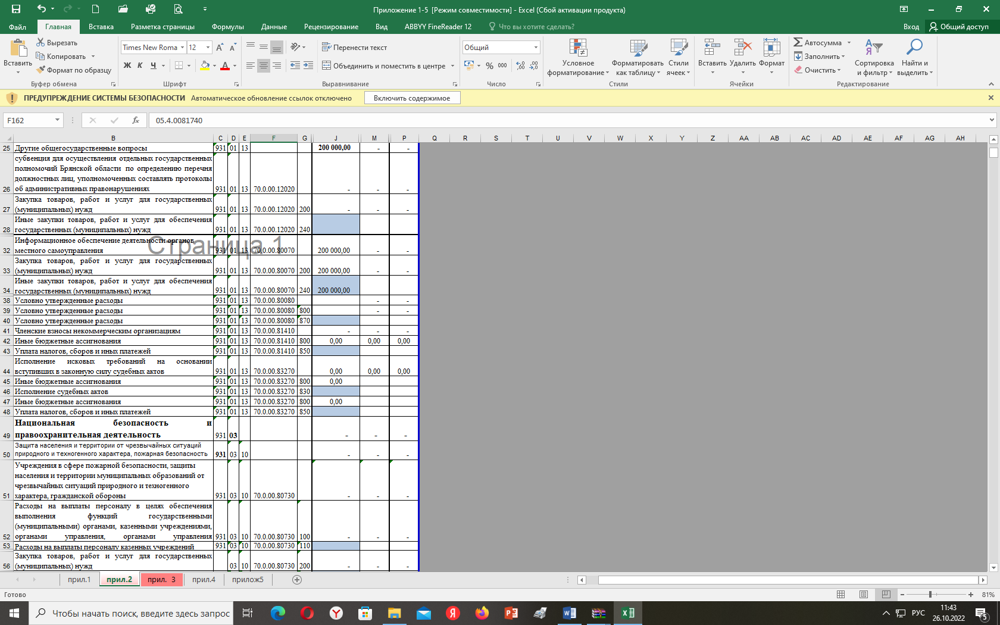 Приложение 1-5 [Режим совместимости] - Excel (Сбой активации продукта)
Файл Главная Вставка Разметка страницы Формулы Данные Рецензирование Вид ABBYY FineReader 12 Что вы хотите сделать? Вход Общий доступ
Вставить
Вырезать
Копировать
Формат по образцу
Буфер обмена
Times New Roma 12
Ж К Ч
Шрифт
Перенести текст
Объединить и поместить в центре
Выравнивание
Общий
% 000
Число
Условное форматирование
Форматировать как таблицу
Стили ячеек
Стили
Вставить Удалить Формат
Ячейки
Автосумма
Заполнить
Очистить
Сортировка и фильтр
Найти и выделить
Редактирование
ПРЕДУПРЕЖДЕНИЕ СИСТЕМЫ БЕЗОПАСНОСТИ Автоматическое обновление ссылок отключено Включить содержимое
F162 fx 05.4.0081740
B C D E F G J M P Q R S T U V W X Y Z AA AB AC AD AE AF AG AH
25 Другие общегосударственные вопросы 931 01 13 200 000,00 - -
субвенция для осуществления отдельных государственных
полномочий Брянской области по определению перечня
должностных лиц, уполномоченных составлять протоколы
26 об административных правонарушениях 931 01 13 70.0.00.12020 - - -
Закупка товаров, работ и услуг для государственных
27 (муниципальных) нужд 931 01 13 70.0.00.12020 200 - - -
Иные закупки товаров, работ и услуг для обеспечения
28 государственных (муниципальных) нужд 931 01 13 70.0.00.12020 240
Страница 1
Информационное обеспечение деятельности органов
32 местного самоуправления 931 01 13 70.0.00.80070 200 000,00 - -
Закупка товаров, работ и услуг для государственных
33 (муниципальных) нужд 931 01 13 70.0.00.80070 200 200 000,00 - -
Иные закупки товаров, работ и услуг для обеспечения
34 государственных (муниципальных) нужд 931 01 13 70.0.00.80070 240 200 000,00
38 Условно утвержденные расходы 931 01 13 70.0.00.80080 - -
39 Условно утвержденные расходы 931 01 13 70.0.00.80080 800 - -
40 Условно утвержденные расходы 931 01 13 70.0.00.80080 870
41 Членские взносы некоммерческим организациям 931 01 13 70.0.00.81410 - - -
42 Иные бюджетные ассигнования 931 01 13 70.0.00.81410 800 0,00 0,00 0,00
43 Уплата налогов, сборов и иных платежей 931 01 13 70.0.00.81410 850
Исполнение исковых требований на основании
44 вступивших в законную силу судебных актов 931 01 13 70.0.00.83270 0,00 0,00 0,00
45 Иные бюджетные ассигнования 931 01 13 70.0.00.83270 800 0,00
46 Исполнение судебных актов 931 01 13 70.0.00.83270 830
47 Иные бюджетные ассигнования 931 01 13 70.0.00.83270 800 0,00
48 Уплата налогов, сборов и иных платежей 931 01 13 70.0.00.83270 850
Национальная безопасность и
49 правоохранительная деятельность 931 03 - - -
Защита населения и территории от чрезвычайных ситуаций
50 природного и техногенного характера, пожарная безопасность 931 03 10 - - -
Учреждения в сфере пожарной безопасности, защиты
населения и территории муниципальных образований от
чрезвычайных ситуаций природного и техногенного
51 характера, гражданской обороны 931 03 10 70.0.00.80730 - - -
Расходы на выплаты персоналу в целях обеспечения
выполнения функций государственными
(муниципальными) органами, казенными учреждениями,
52 органами управления, органами управления 931 03 10 70.0.00.80730 100 - - -
53 Расходы на выплаты персоналу казенных учреждений 931 03 10 70.0.00.80730 110
Закупка товаров, работ и услуг для государственных
56 (муниципальных) нужд 03 10 70.0.00.80730 200 - - -
прил.1 прил.2 прил. 3 прил.4 прилож5
Готово 81%
Чтобы начать поиск, введите здесь запрос
РУС
11:43
26.10.2022
5